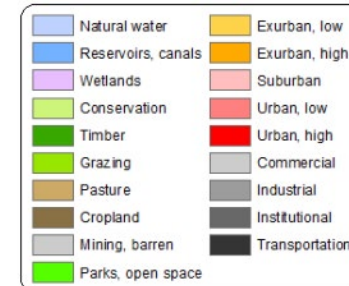 Natural water
Reservoirs, canals
Wetlands
Conservation
Timber
Grazing
Pasture
Cropland
Mining, barren
Parks, open space
Exurban, low
Exurban, high
Suburban
Urban, low
Urban, high
Commercial
Industrial
Institutional
Transportation